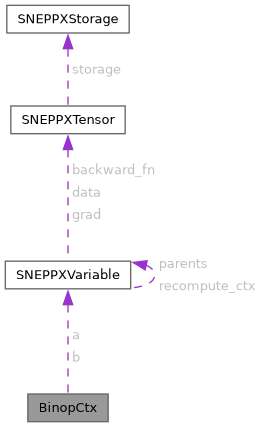 SNEPPXStorage
storage
SNEPPXTensor
backward_fn
data
grad
SNEPPXVariable
parents
recompute_ctx
a
b
BinopCtx